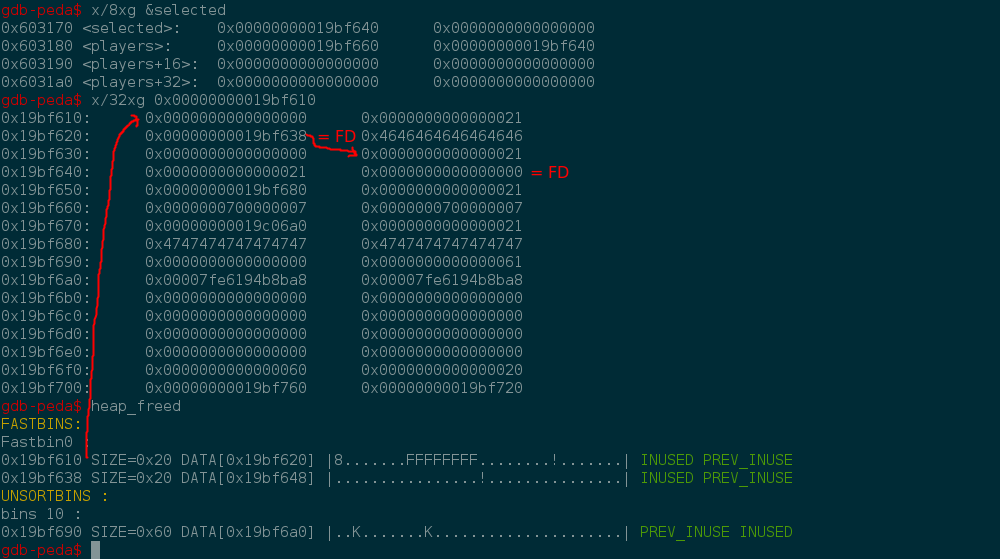 gdb-peda$ x/8xg &selected
0x603170 <selected>: 0x00000000019bf640 0x0000000000000000
0x603180 <players>: 0x00000000019bf660 0x00000000019bf640
0x603190 <players+16>: 0x0000000000000000 0x0000000000000000
0x6031a0 <players+32>: 0x0000000000000000 0x0000000000000000
gdb-peda$ x/32xg 0x00000000019bf610
0x19bf610: 0x0000000000000000 0x0000000000000021
0x19bf620: 0x00000000019bf638 = FD 0x4646464646464646
0x19bf630: 0x0000000000000000 0x0000000000000021
0x19bf640: 0x0000000000000021 0x0000000000000000 = FD
0x19bf650: 0x00000000019bf680 0x0000000000000021
0x19bf660: 0x0000000700000007 0x0000000700000007
0x19bf670: 0x00000000019c06a0 0x0000000000000021
0x19bf680: 0x4747474747474747 0x4747474747474747
0x19bf690: 0x0000000000000000 0x0000000000000061
0x19bf6a0: 0x00007fe6194b8ba8 0x00007fe6194b8ba8
0x19bf6b0: 0x0000000000000000 0x0000000000000000
0x19bf6c0: 0x0000000000000000 0x0000000000000000
0x19bf6d0: 0x0000000000000000 0x0000000000000000
0x19bf6e0: 0x0000000000000000 0x0000000000000000
0x19bf6f0: 0x0000000000000060 0x0000000000000020
0x19bf700: 0x00000000019bf760 0x00000000019bf720
gdb-peda$ heap_freed
FASTBINS:
Fastbin0 :
0x19bf610 SIZE=0x20 DATA[0x19bf620] |8.......FFFFFFFF........!.......| INUSED PREV_INUSE
0x19bf638 SIZE=0x20 DATA[0x19bf648] |................!...............| INUSED PREV_INUSE
UNSORTBINS :
bins 10 :
0x19bf690 SIZE=0x60 DATA[0x19bf6a0] |..K.......K.....................| PREV_INUSE INUSED
gdb-peda$